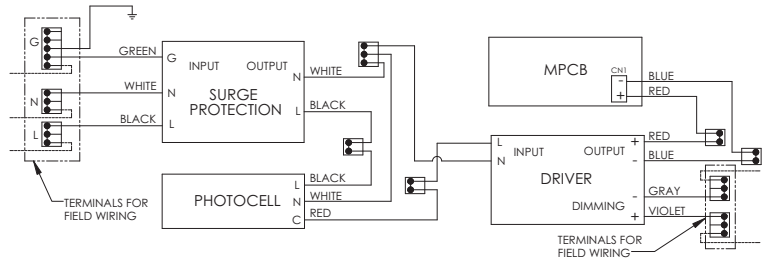 G
GREEN
WHITE
N
BLACK
L
TERMINALS FOR
FIELD WIRING
G INPUT OUTPUT
N
N
SURGE
PROTECTION
L
L
WHITE
BLACK
PHOTOCELL
L
N
C
BLACK
WHITE
RED
MPCB
CN1
-
+
BLUE
RED
L
N
INPUT OUTPUT
+
-
DRIVER
DIMMING
-
+
RED
BLUE
GRAY
VIOLET
TERMINALS FOR
FIELD WIRING